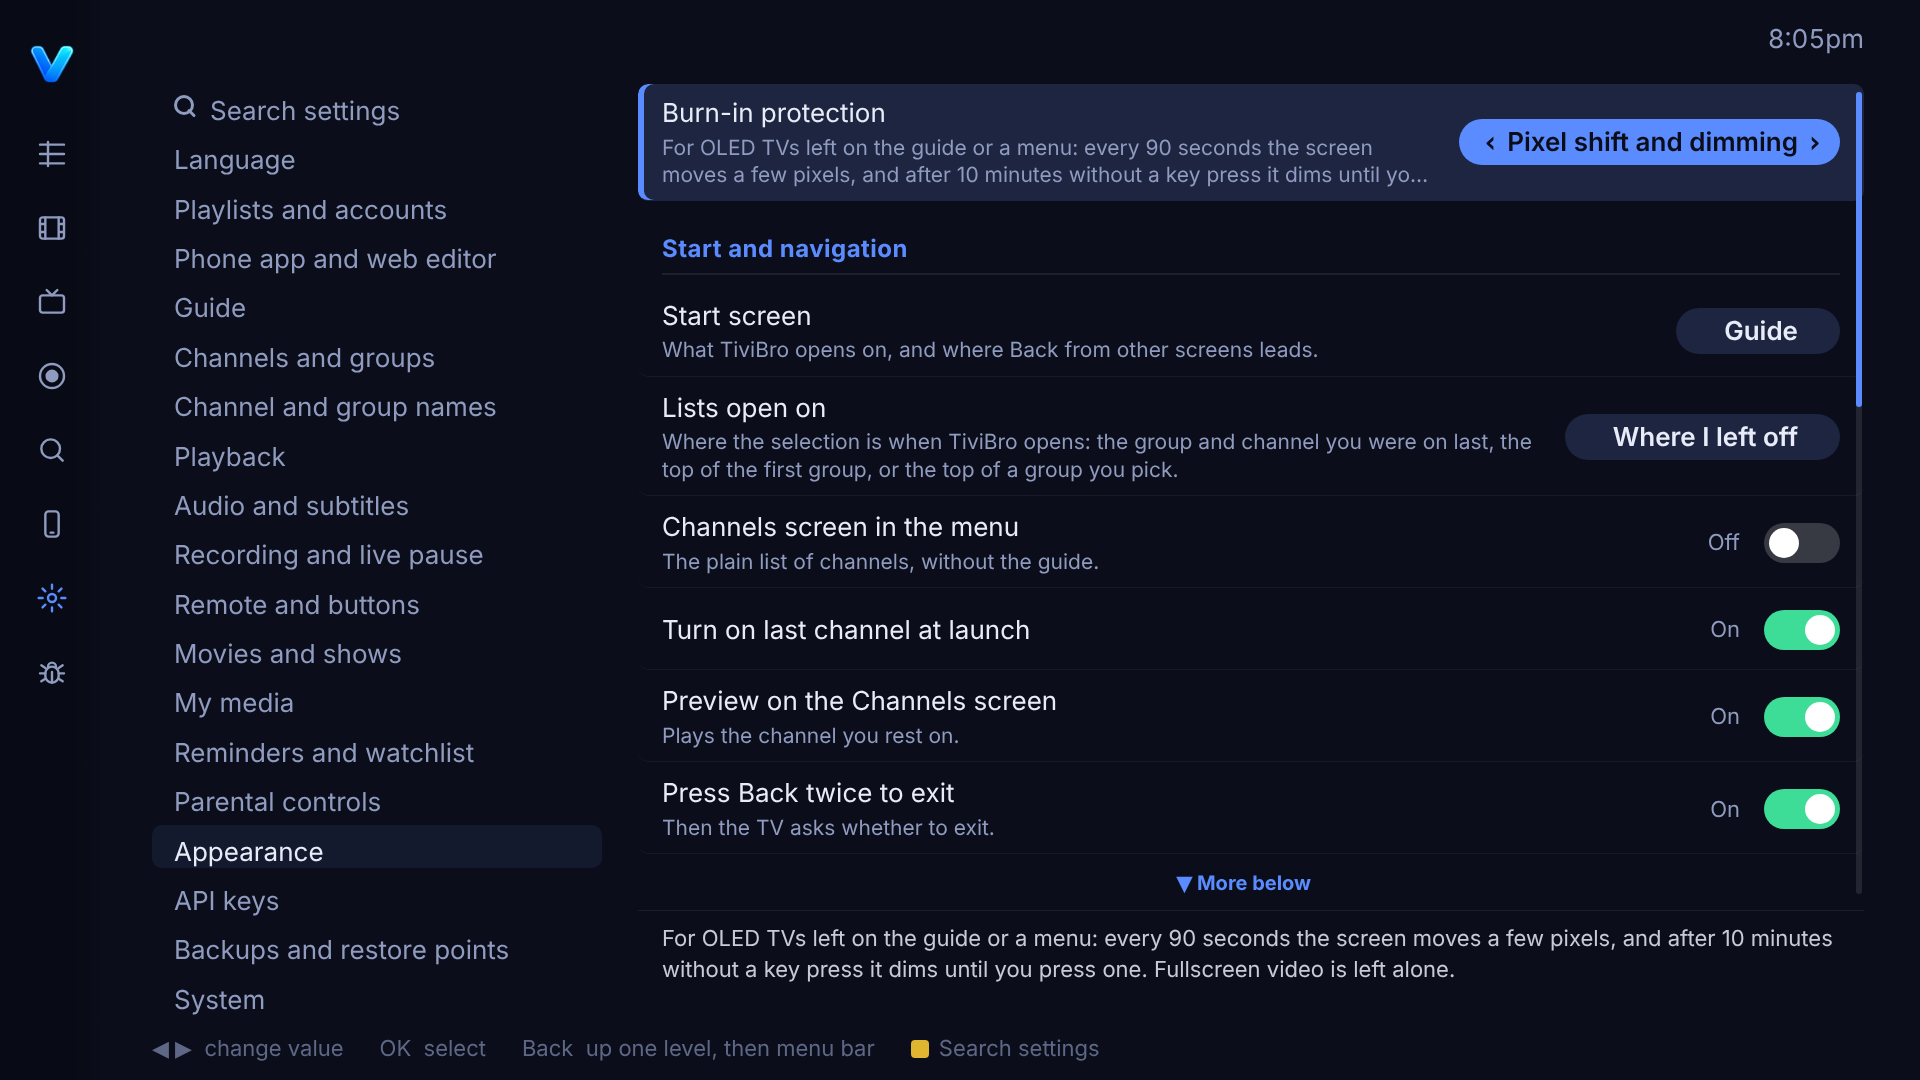 8:05pm
Search settings
Language
Playlists and accounts
Phone app and web editor
Guide
Channels and groups
Channel and group names
Playback
Audio and subtitles
Recording and live pause
Remote and buttons
Movies and shows
My media
Reminders and watchlist
Parental controls
Appearance
API keys
Backups and restore points
System
Burn-in protection
For OLED TVs left on the guide or a menu: every 90 seconds the screen
moves a few pixels, and after 10 minutes without a key press it dims until yo...
‹ Pixel shift and dimming ›
Start and navigation
Start screen
What TiviBro opens on, and where Back from other screens leads.
Guide
Lists open on
Where the selection is when TiviBro opens: the group and channel you were on last, the
top of the first group, or the top of a group you pick.
Where I left off
Channels screen in the menu
The plain list of channels, without the guide.
Off
Turn on last channel at launch
On
Preview on the Channels screen
Plays the channel you rest on.
On
Press Back twice to exit
Then the TV asks whether to exit.
On
▼ More below
For OLED TVs left on the guide or a menu: every 90 seconds the screen moves a few pixels, and after 10 minutes
without a key press it dims until you press one. Fullscreen video is left alone.
◀▶ change value OK select Back up one level, then menu bar Search settings